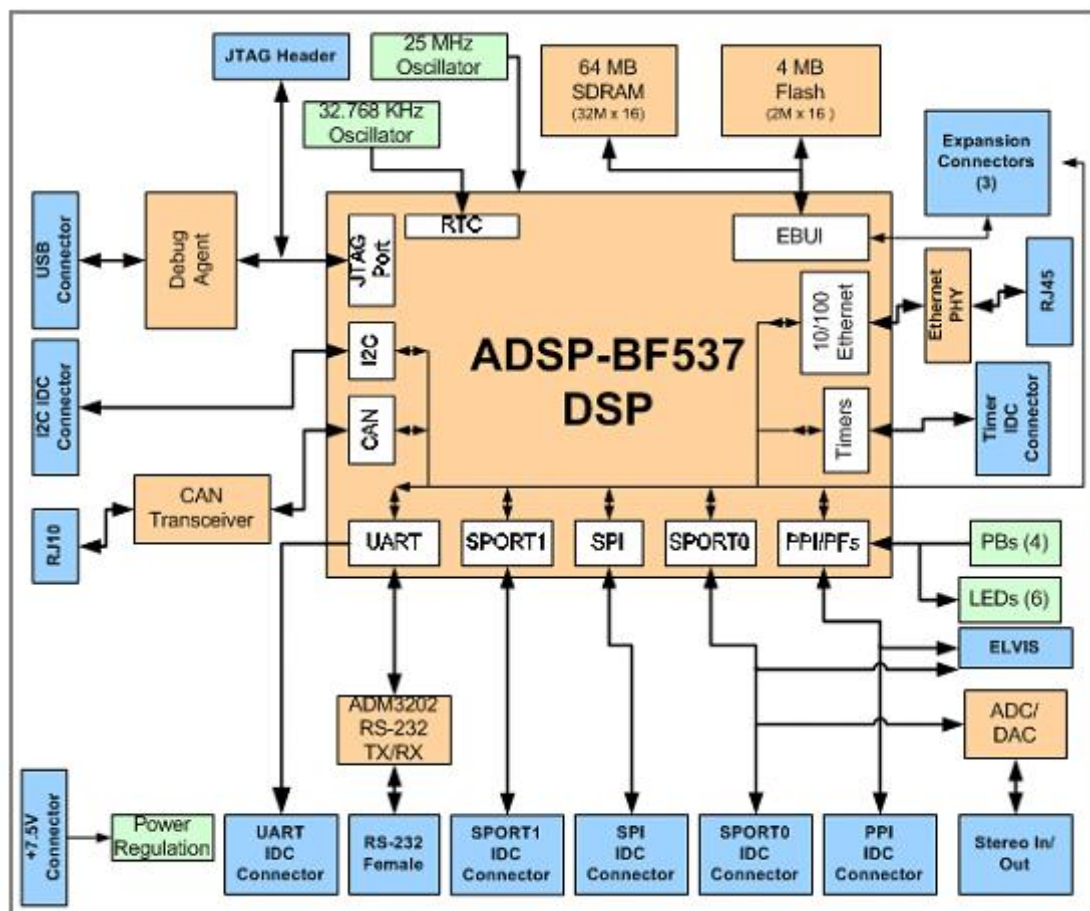 JTAG Header
25 MHz
Oscillator
64 MB
SDRAM
(32M x 16)
4 MB
Flash
(2M x 16 )
32.768 KHz
Oscillator
Expansion
Connectors
(3)
USB
Connector
Debug
Agent
JTAG
Port
RTC
EBUI
10/100
Ethernet
Ethernet
PHY
RJ45
I2C IDC
Connector
I2C
ADSP-BF537
DSP
CAN
Timers
Timer
IDC
Connector
CAN
Transceiver
RJ10
UART
SPORT1
SPI
SPORT0
PPI/PFs
PBs (4)
LEDs (6)
ELVIS
ADM3202
RS-232
TX/RX
ADC/
DAC
+7.5V
Connector
Power
Regulation
UART
IDC
Connector
RS-232
Female
SPORT1
IDC
Connector
SPI
IDC
Connector
SPORT0
IDC
Connector
PPI
IDC
Connector
Stereo In/
Out